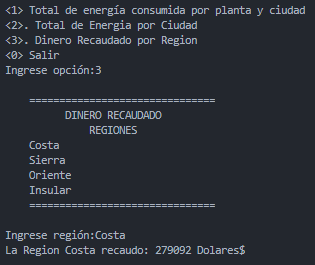 <1> Total de energía consumida por planta y ciudad
<2>. Total de Energia por Ciudad
<3>. Dinero Recaudado por Region
<0> Salir
Ingrese opción:3
===============================
DINERO RECAUDADO
REGIONES
Costa
Sierra
Oriente
Insular
===============================
Ingrese región:Costa
La Region Costa recaudo: 279092 Dolares$